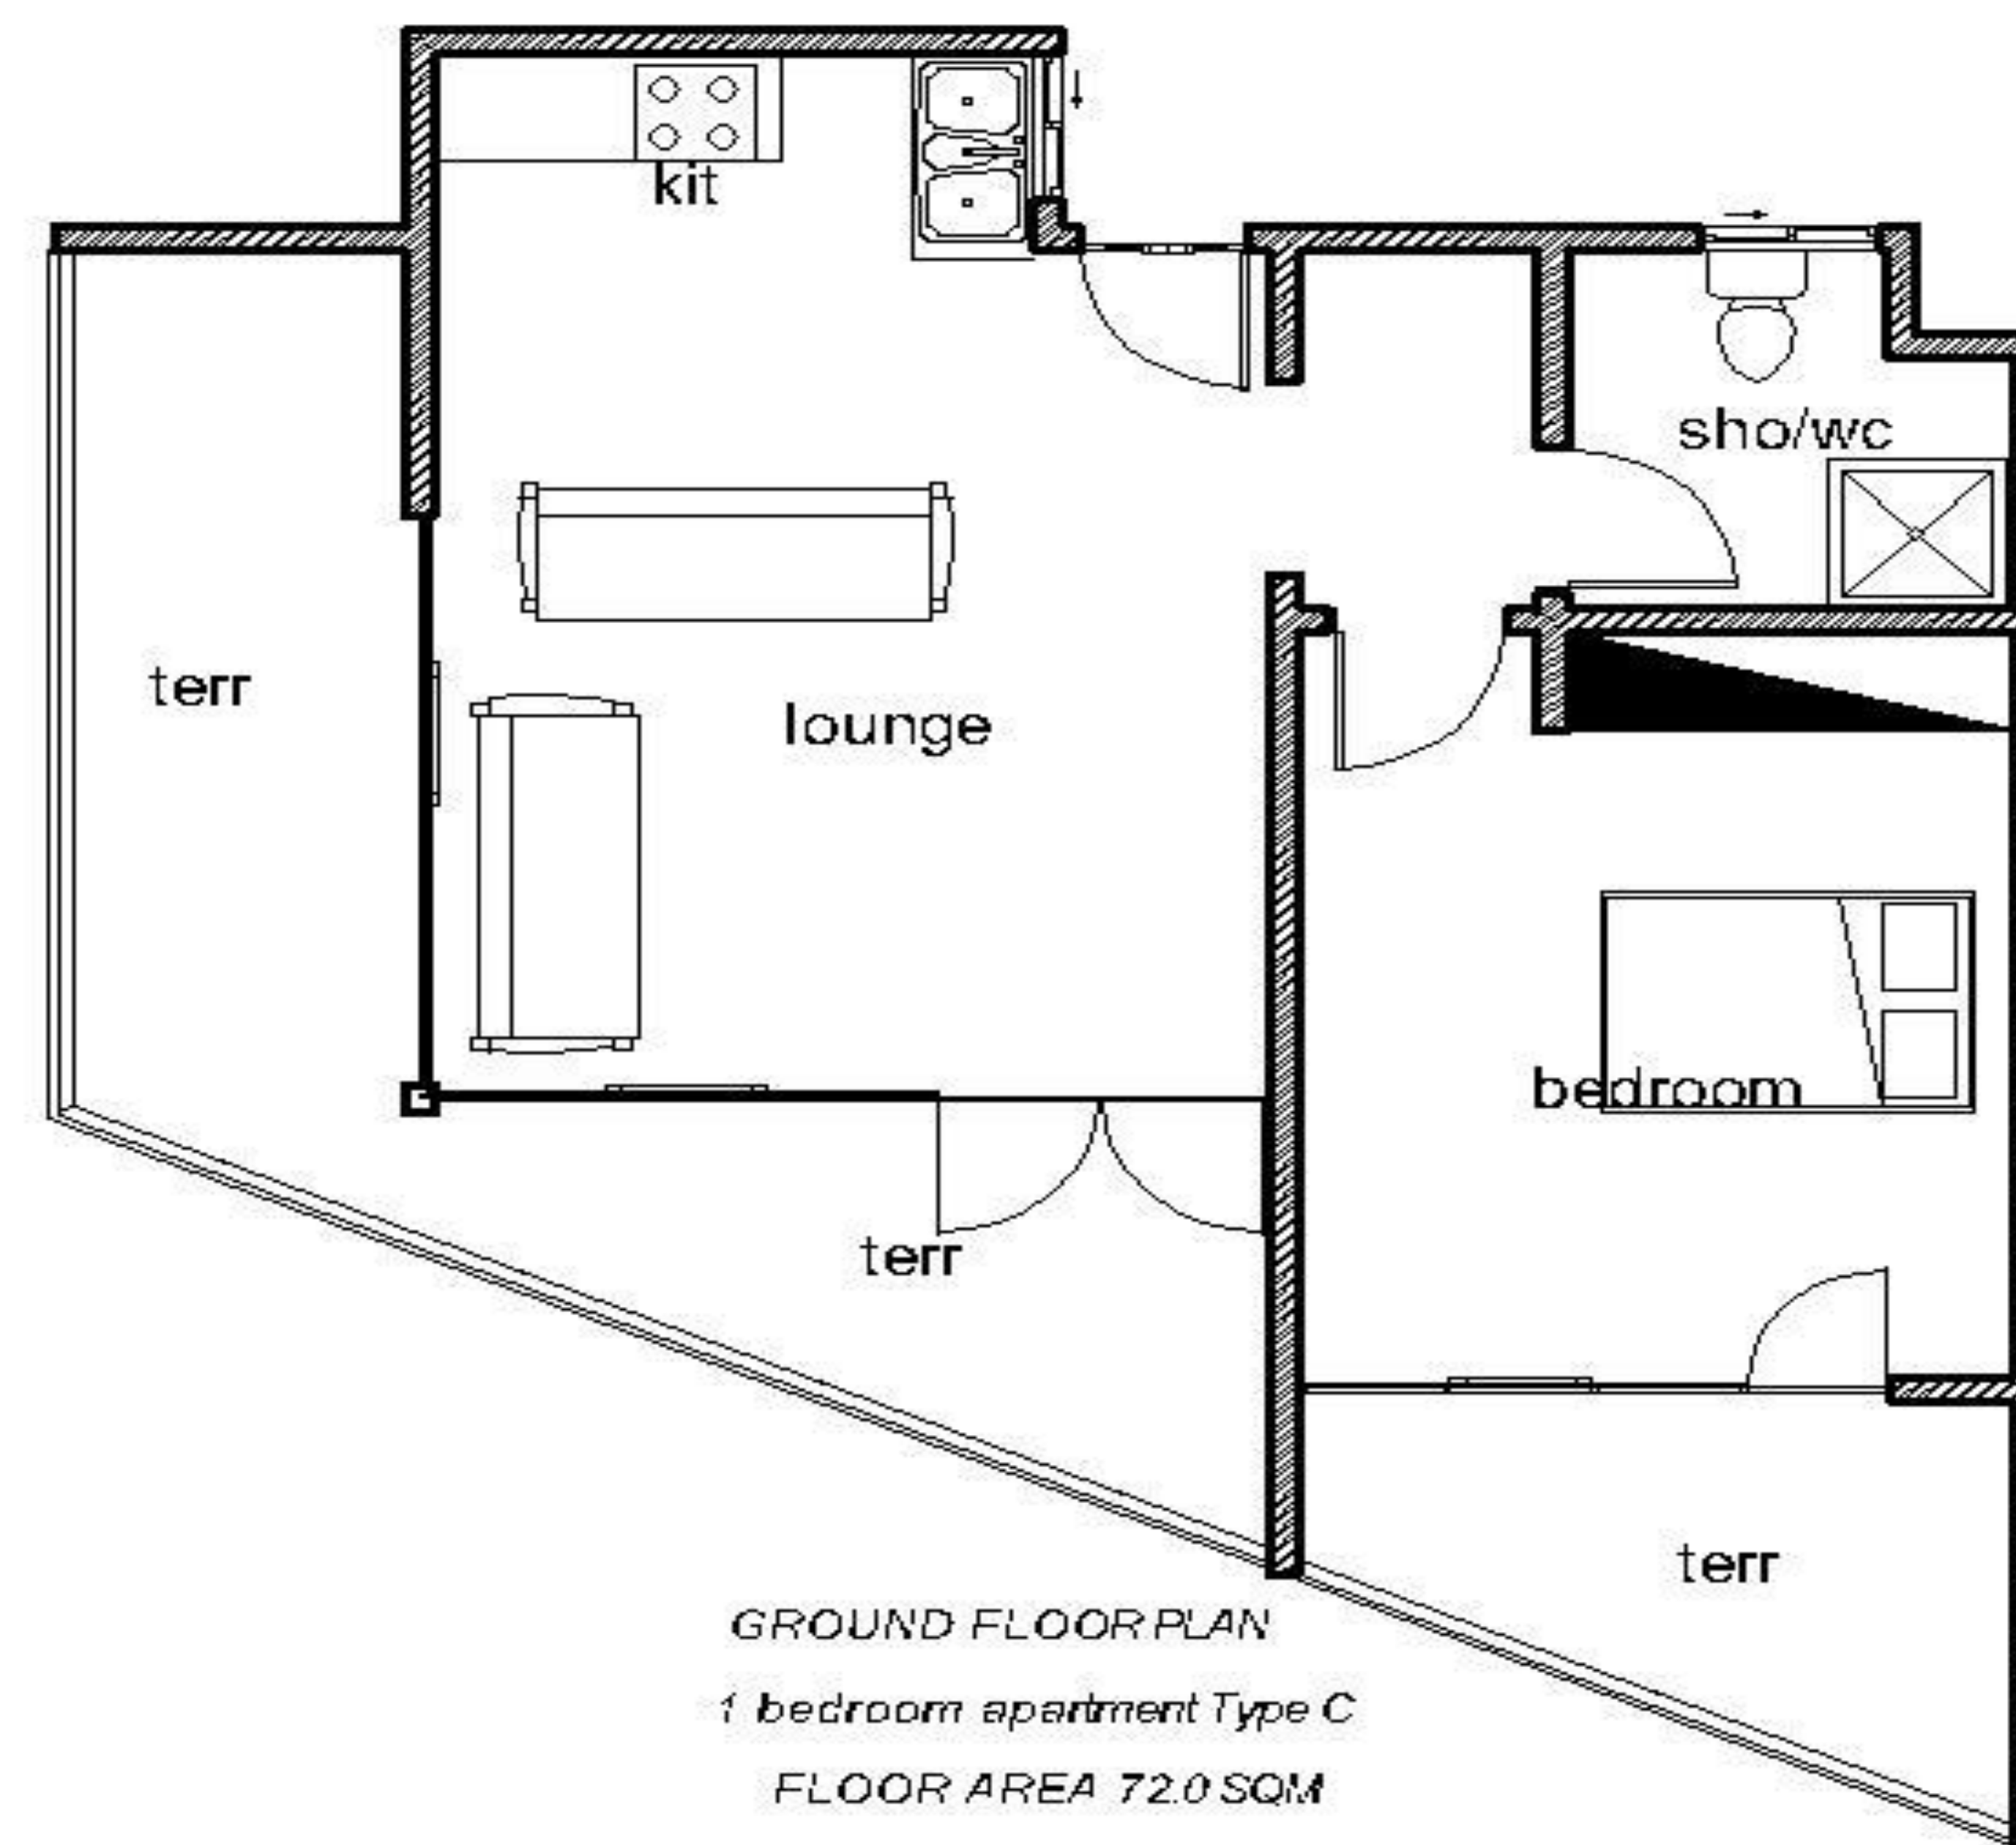 kit
sho/wc
terr
lounge
bedroom
terr
terr
GROUND FLOOR PLAN
1 bedroom apartment Type C
FLOOR AREA 72.0 SQM